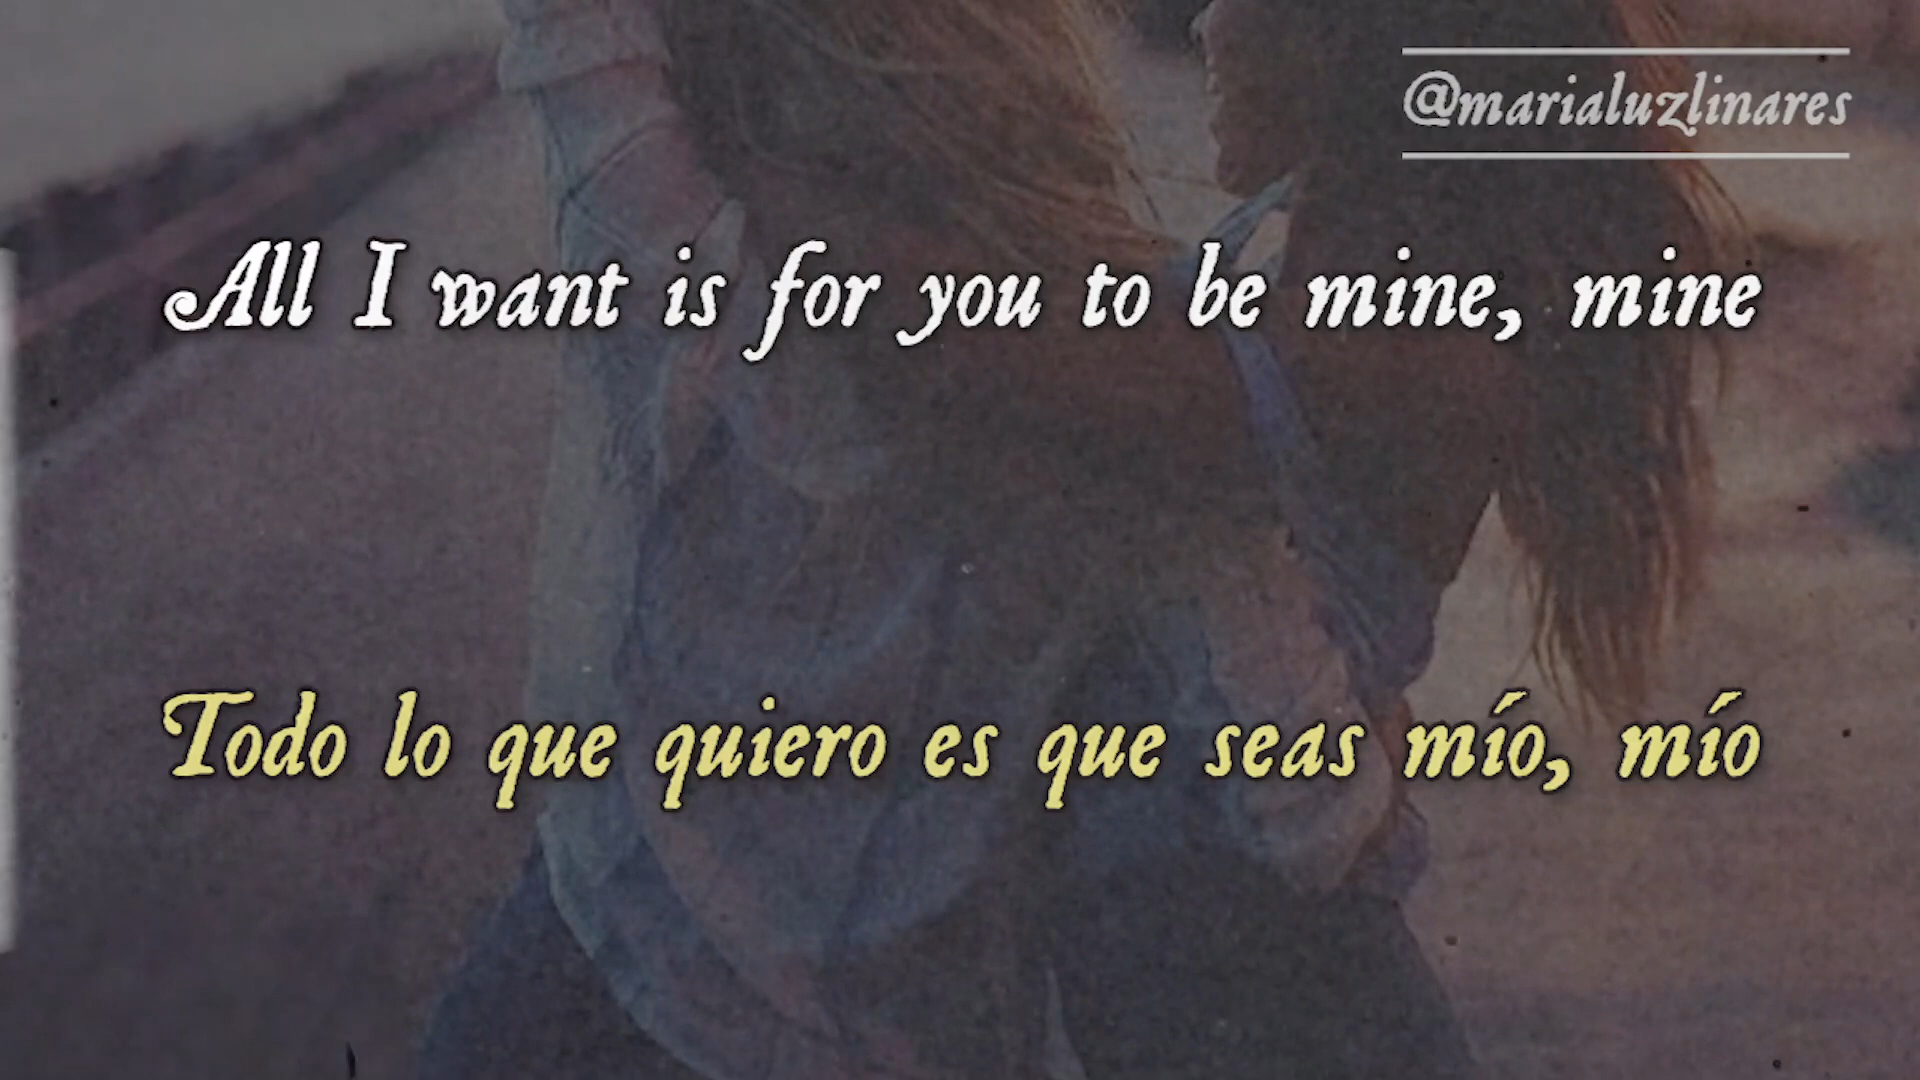 @marialuzlinares
All I want is for you to be mine, mine
Todo lo que quiero es que seas mío, mío